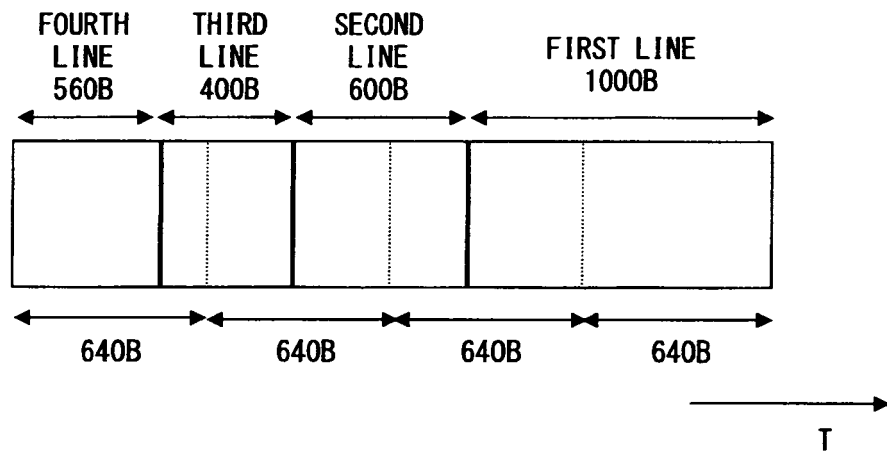 FOURTH LINE 560B
THIRD LINE 400B
SECOND LINE 600B
FIRST LINE 1000B
640B
640B
640B
640B
T